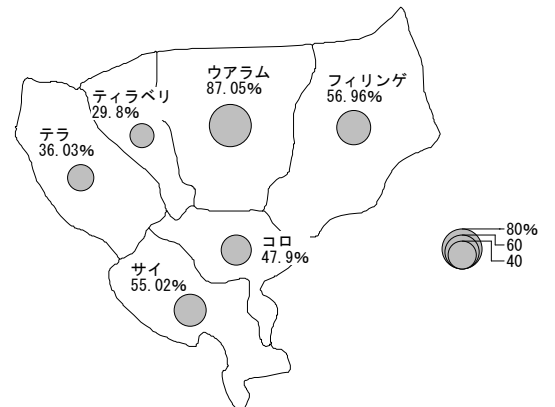 ウアラム
87.05%
フィリンゲ
56.96%
ティラベリ
29.8%
テラ
36.03%
コロ
47.9%
サイ
55.02%
80%
60
40